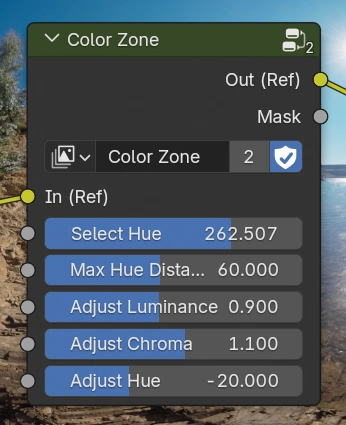 Color Zone
2
Out (Ref)
Mask
Color Zone 2
In (Ref)
Select Hue 262.507
Max Hue Dista... 60.000
Adjust Luminance 0.900
Adjust Chroma 1.100
Adjust Hue -20.000